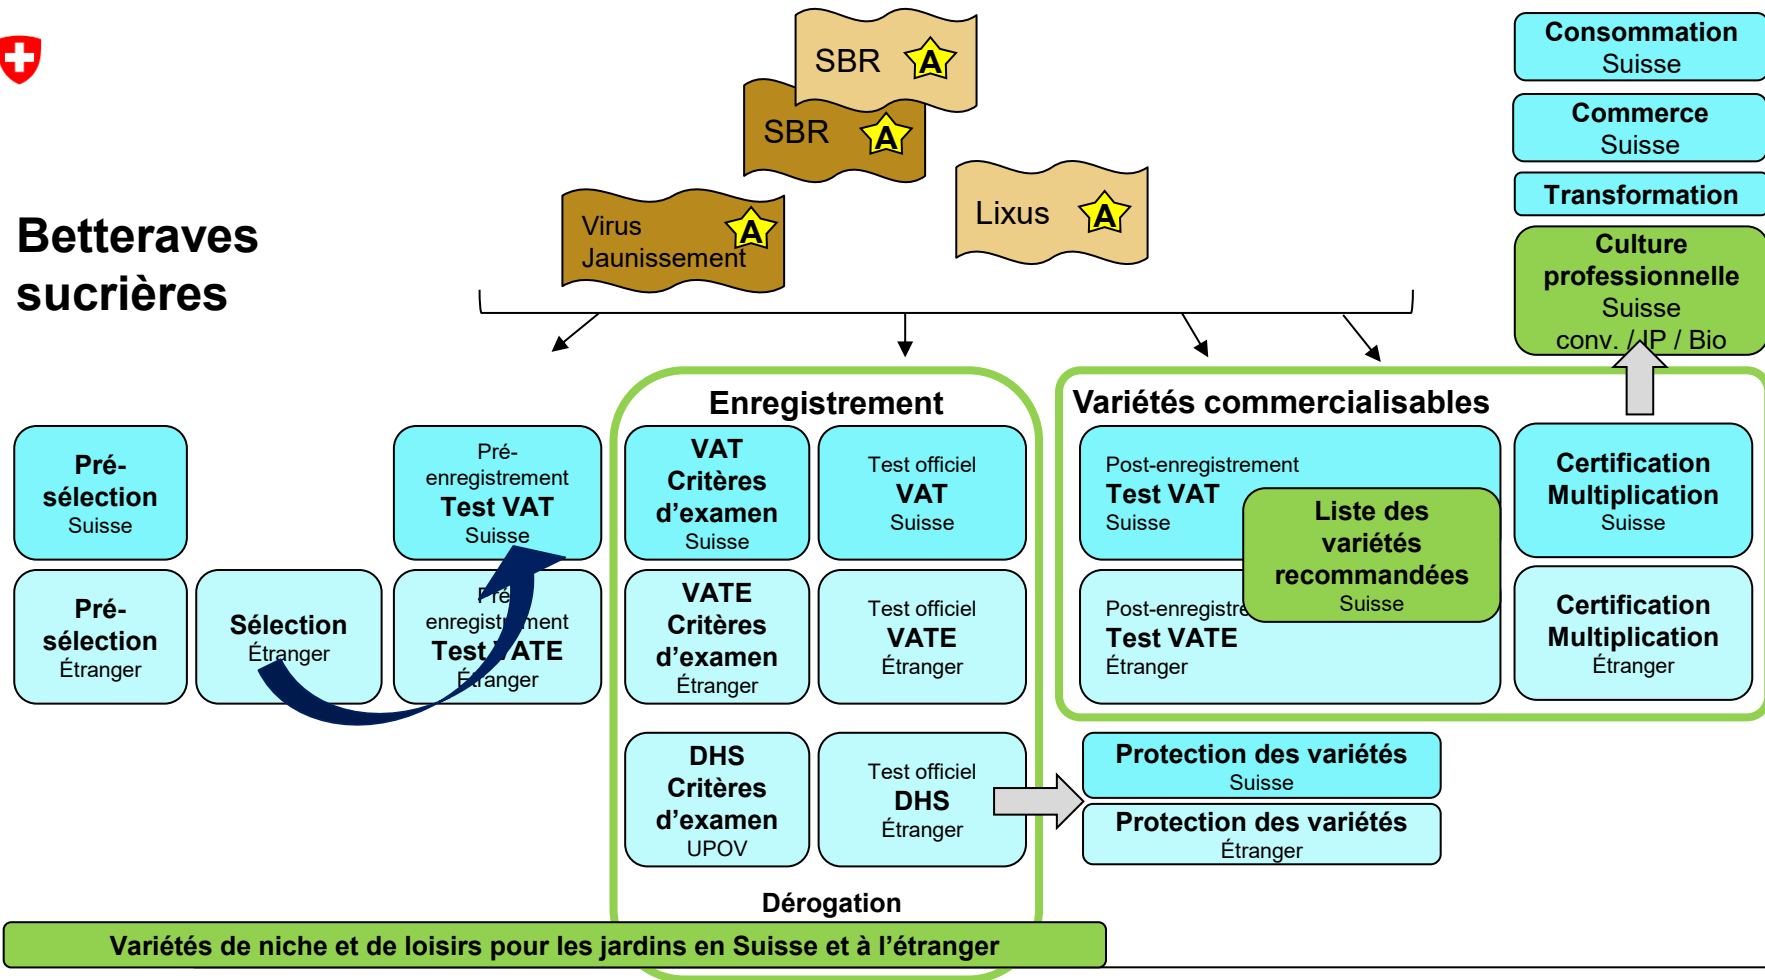 Betteraves
sucrières
SBR A
SBR A
Virus
Jaunissement
A
Lixus A
Consommation
Suisse
Commerce
Suisse
Transformation
Culture
professionnelle
Suisse
conv. / IP / Bio
Enregistrement
Variétés commercialisables
Pré-
sélection
Suisse
Pré-
enregistrement
Test VAT
Suisse
VAT
Critères
d’examen
Suisse
Test officiel
VAT
Suisse
Post-enregistrement
Test VAT
Suisse
Liste des
variétés
recommandées
Suisse
Certification
Multiplication
Suisse
Pré-
sélection
Étranger
Sélection
Étranger
Pré
enregistrement
Test VATE
Étranger
VATE
Critères
d’examen
Étranger
Test officiel
VATE
Étranger
Post-enregistre
Test VATE
Étranger
Certification
Multiplication
Étranger
DHS
Critères
d’examen
UPOV
Test officiel
DHS
Étranger
Protection des variétés
Suisse
Protection des variétés
Étranger
Dérogation
Variétés de niche et de loisirs pour les jardins en Suisse et à l’étranger